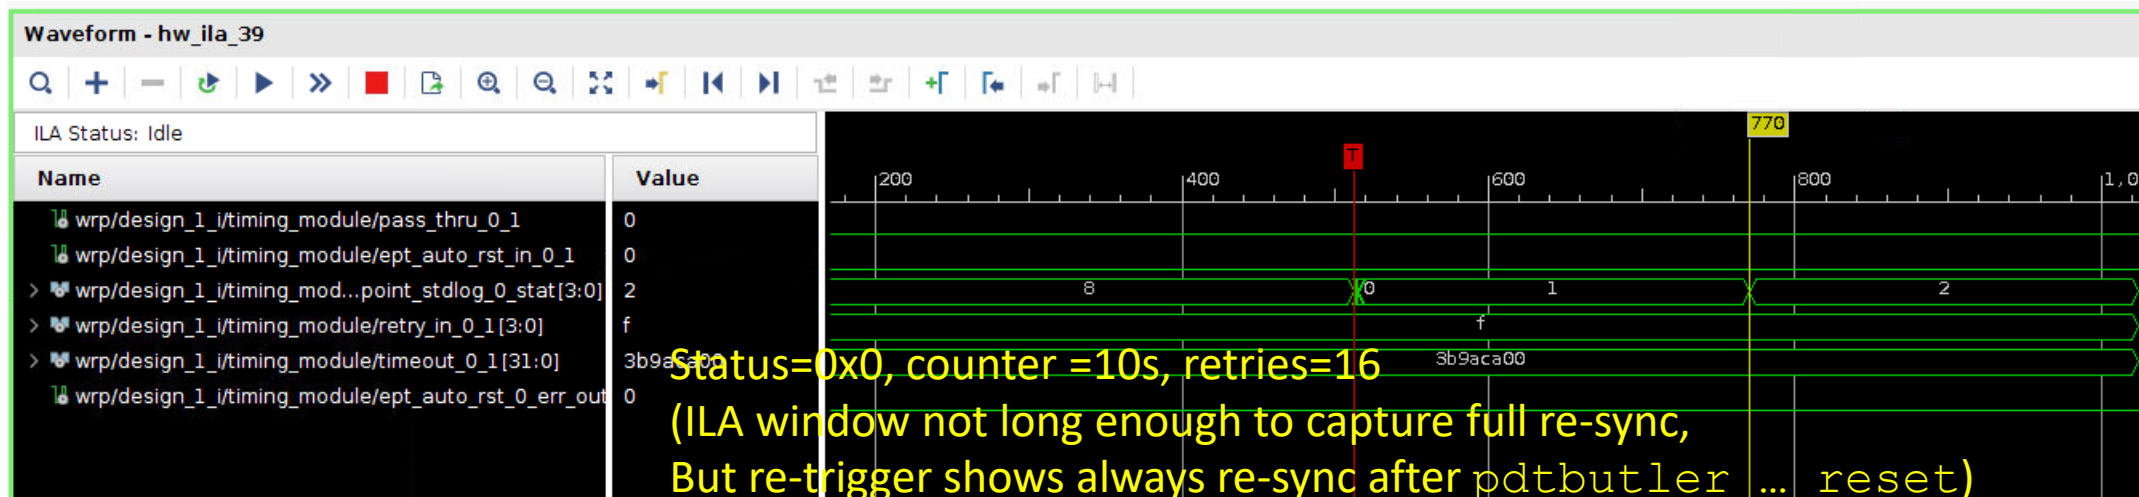 Waveform - hw_ila_39
ILA Status: Idle
770
T
Name Value
200 400 600 800 1,0
wrp/design_1_i/timing_module/pass_thru_0_1 0
wrp/design_1_i/timing_module/ept_auto_rst_in_0_1 0
wrp/design_1_i/timing_mod...point_stdlog_0_stat[3:0] 2 8 0 1 2
wrp/design_1_i/timing_module/retry_in_0_1[3:0] f f
wrp/design_1_i/timing_module/timeout_0_1[31:0] 3b9aca00 3b9aca00
Status=0x0, counter =10s, retries=16
wrp/design_1_i/timing_module/ept_auto_rst_0_err_out 0
(ILA window not long enough to capture full re-sync,
But re-trigger shows always re-sync after pdtbutler ... reset)